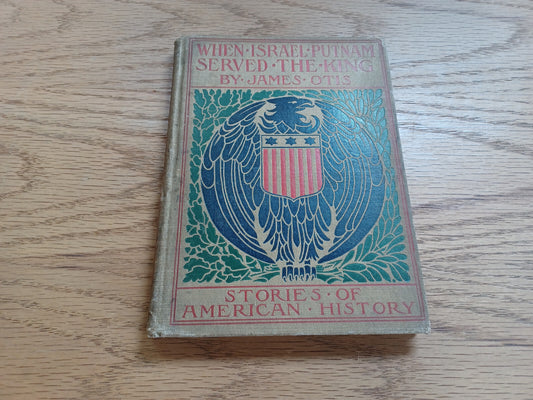 WHEN·ISRAEL·PUTNAM
SERVED·THE·KING
BY·JAMES·OTIS
STORIES·OF
AMERICAN·HISTORY